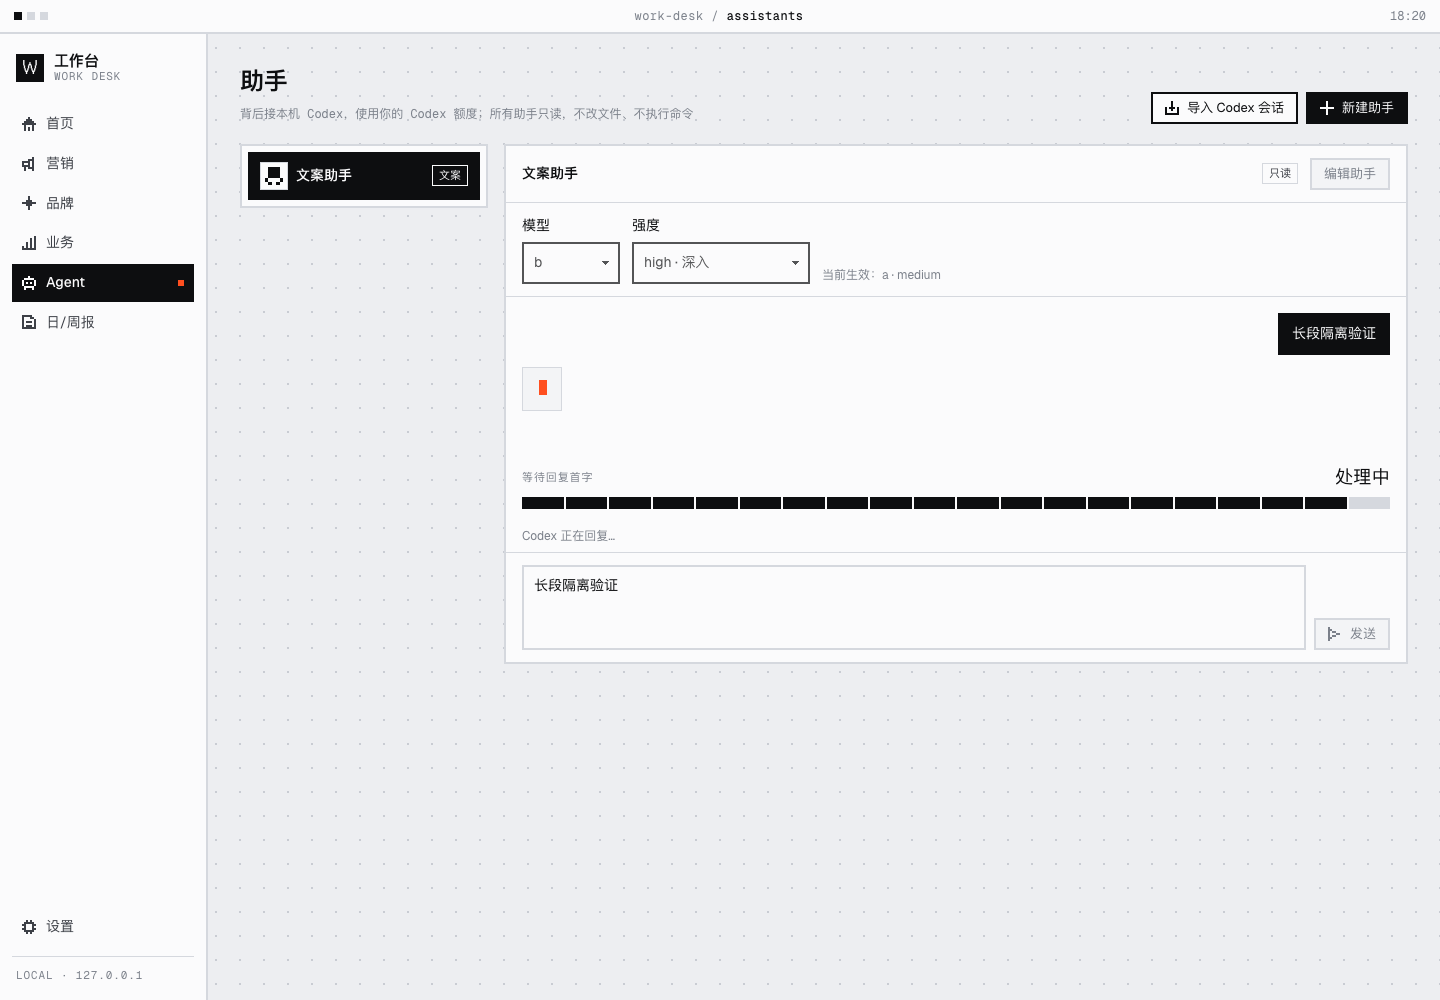 work-desk / assistants
18:20
W
工作台
WORK DESK
首页
营销
品牌
业务
Agent
日/周报
设置
LOCAL · 127.0.0.1
助手
背后接本机 Codex，使用你的 Codex 额度；所有助手只读，不改文件，不执行命令
导入 Codex 会话
新建助手
文案助手
文案
文案助手
只读
编辑助手
模型
强度
b
high · 深入
当前生效：a · medium
长段隔离验证
等待回复首字
处理中
Codex 正在回复…
长段隔离验证
发送